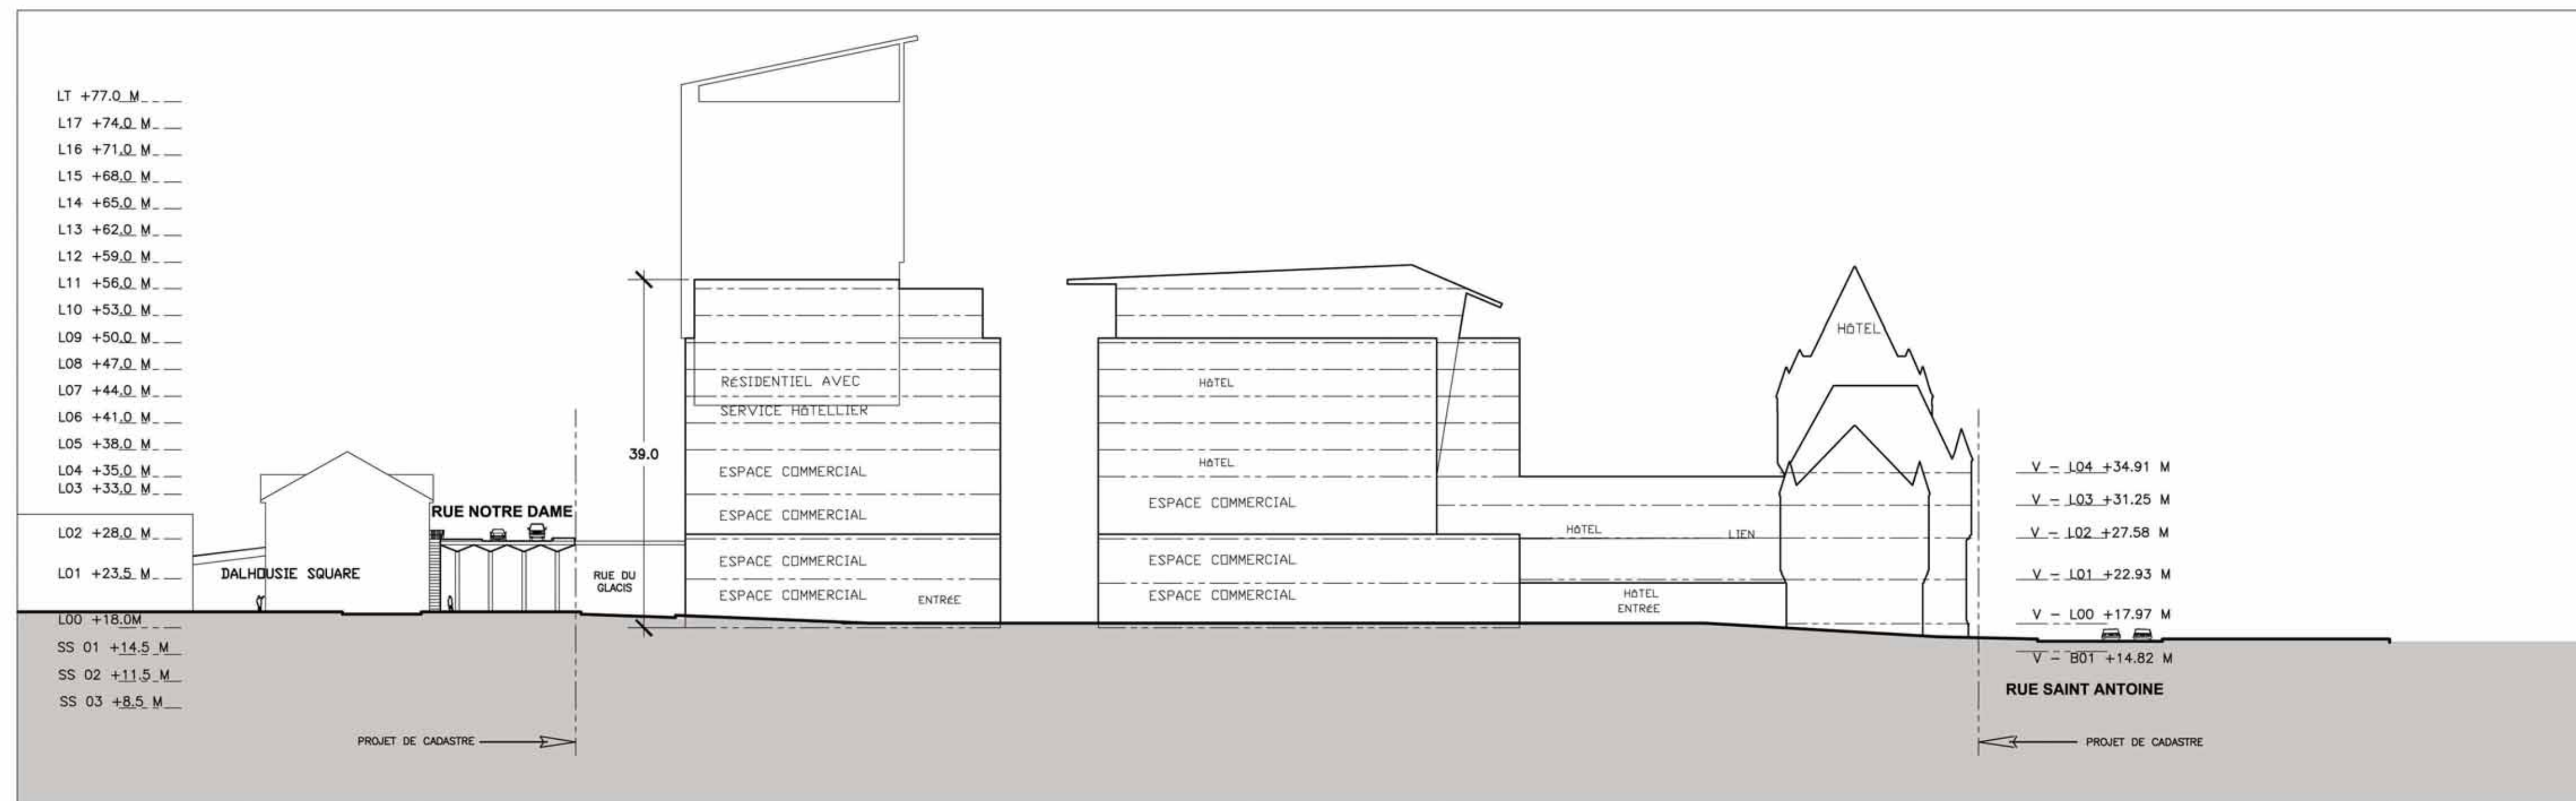 LT +77.0 M
L17 +74.0 M
L16 +71.0 M
L15 +68.0 M
L14 +65.0 M
L13 +62.0 M
L12 +59.0 M
L11 +56.0 M
L10 +53.0 M
L09 +50.0 M
L08 +47.0 M
L07 +44.0 M
L06 +41.0 M
L05 +38.0 M
L04 +35.0 M
L03 +33.0 M
L02 +28.0 M
L01 +23.5 M
L00 +18.0M
SS 01 +14.5 M
SS 02 +11.5 M
SS 03 +8.5 M
DALHOUSIE SQUARE
RUE NOTRE DAME
RUE DU
GLACIS
39.0
RÉSIDENTIEL AVEC
SERVICE HÔTELLIER
ESPACE COMMERCIAL
ESPACE COMMERCIAL
ESPACE COMMERCIAL
ESPACE COMMERCIAL
ENTRÉE
HÔTEL
HÔTEL
ESPACE COMMERCIAL
ESPACE COMMERCIAL
ESPACE COMMERCIAL
HÔTEL
LIEN
HÔTEL
ENTRÉE
HÔTEL
V - L04 +34.91 M
V - L03 +31.25 M
V - L02 +27.58 M
V - L01 +22.93 M
V - L00 +17.97 M
V - B01 +14.82 M
RUE SAINT ANTOINE
PROJET DE CADASTRE
PROJET DE CADASTRE